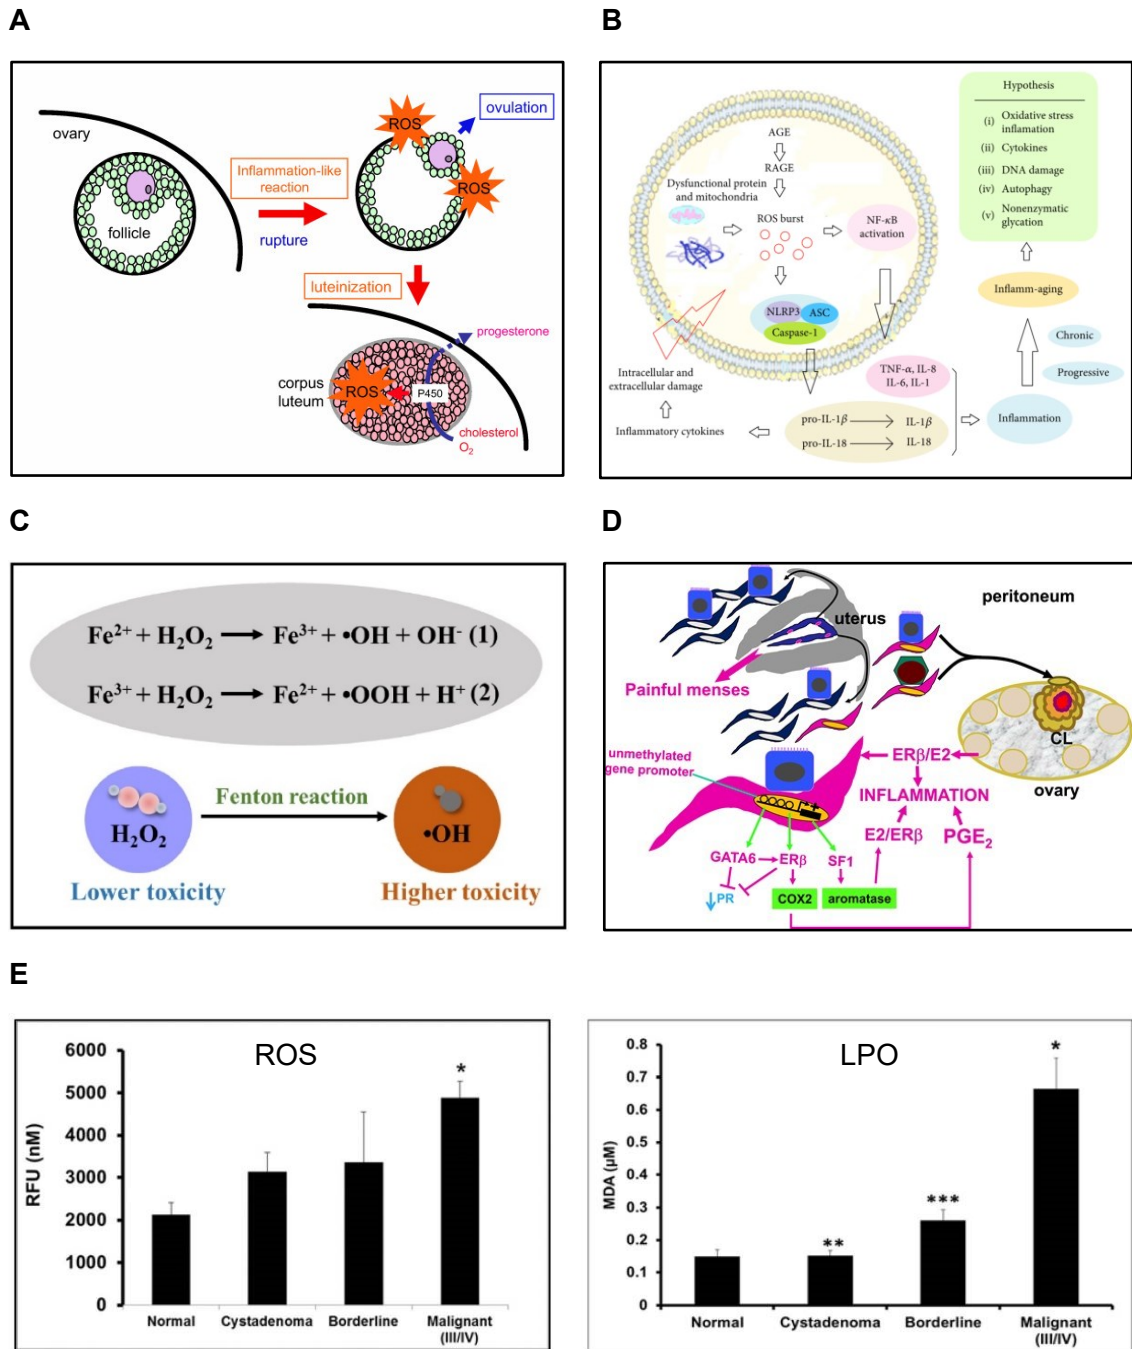 A
ovary
follicle
Inflammation-like
reaction
rupture
ROS
ROS
ovulation
luteinization
progesterone
corpus
luteum
ROS
P450
cholesterol
O₂
B
AGE
RAGE
Dysfunctional protein
and mitochondria
ROS burst
NF-κB
activation
NLRP3
ASC
Caspase-1
Intracellular and
extracellular damage
Inflammatory cytokines
TNF-α, IL-8
IL-6, IL-1
pro-IL-1β
IL-1β
pro-IL-18
IL-18
Inflammation
Chronic
Progressive
Inflamm-aging
Hypothesis
(i) Oxidative stress
inflamation
(ii) Cytokines
(iii) DNA damage
(iv) Autophagy
(v) Nonenzymatic
glycation
C
Fe²⁺ + H₂O₂ → Fe³⁺ + •OH + OH⁻ (1)
Fe³⁺ + H₂O₂ → Fe²⁺ + •OOH + H⁺ (2)
H₂O₂
Fenton reaction
•OH
Lower toxicity
Higher toxicity
D
peritoneum
uterus
Painful menses
CL
ovary
unmethylated
gene promoter
ERβ/E2
INFLAMMATION
E2/ERβ
PGE₂
GATA6
ERβ
SF1
↓PR
COX2
aromatase
E
ROS
RFU (nM)
6000
5000
4000
3000
2000
1000
0
*
Normal
Cystadenoma
Borderline
Malignant
(III/IV)
LPO
MDA (µM)
0.8
0.7
0.6
0.5
0.4
0.3
0.2
0.1
0
**
***
*
Normal
Cystadenoma
Borderline
Malignant
(III/IV)